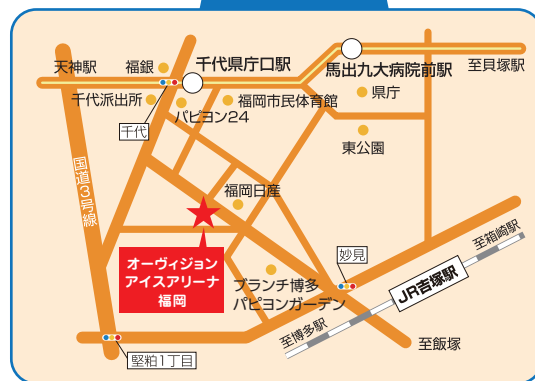 天神駅
福銀
千代県庁口駅
馬出九大病院前駅
至貝塚駅
千代派出所
福岡市民体育館
県庁
パピヨン24
千代
東公園
国道3号線
福岡日産
オーヴィジョン
アイスアリーナ
福岡
妙見
至箱崎駅
ブランチ博多
パピヨンガーデン
JR吉塚駅
至博多駅
至飯塚
堅粕1丁目